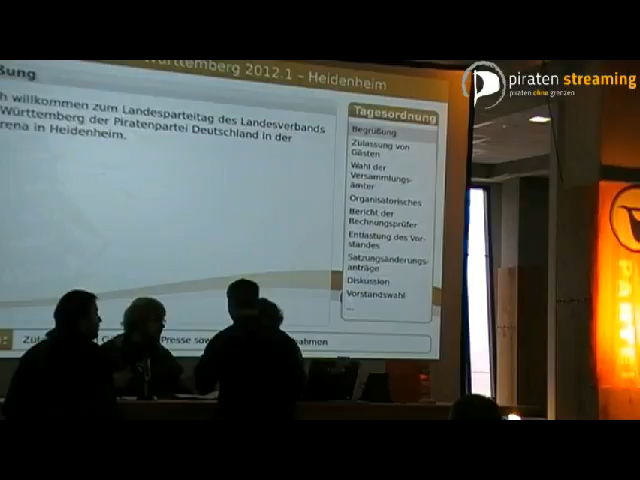 piraten streaming
piraten ohne grenzen
Württemberg 2012.1 – Heidenheim
ßung
h willkommen zum Landesparteitag des Landesverbands
Württemberg der Piratenpartei Deutschland in der
rena in Heidenheim.
Tagesordnung
Begrüßung
Zulassung von
Gästen
Wahl der
Versammlungs-
ämter
Organisatorisches
Bericht der
Rechnungsprüfer
Entlastung des Vor-
standes
Satzungsänderungs-
anträge
Diskussion
Vorstandswahl
...
Presse sow